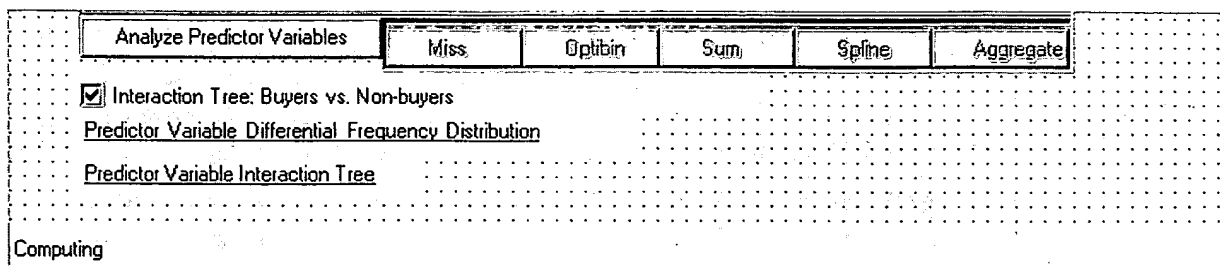 Analyze Predictor Variables Miss Optibin Sum Spline Aggregate
Interaction Tree: Buyers vs. Non-buyers
Predictor Variable Differential Frequency Distribution
Predictor Variable Interaction Tree
Computing